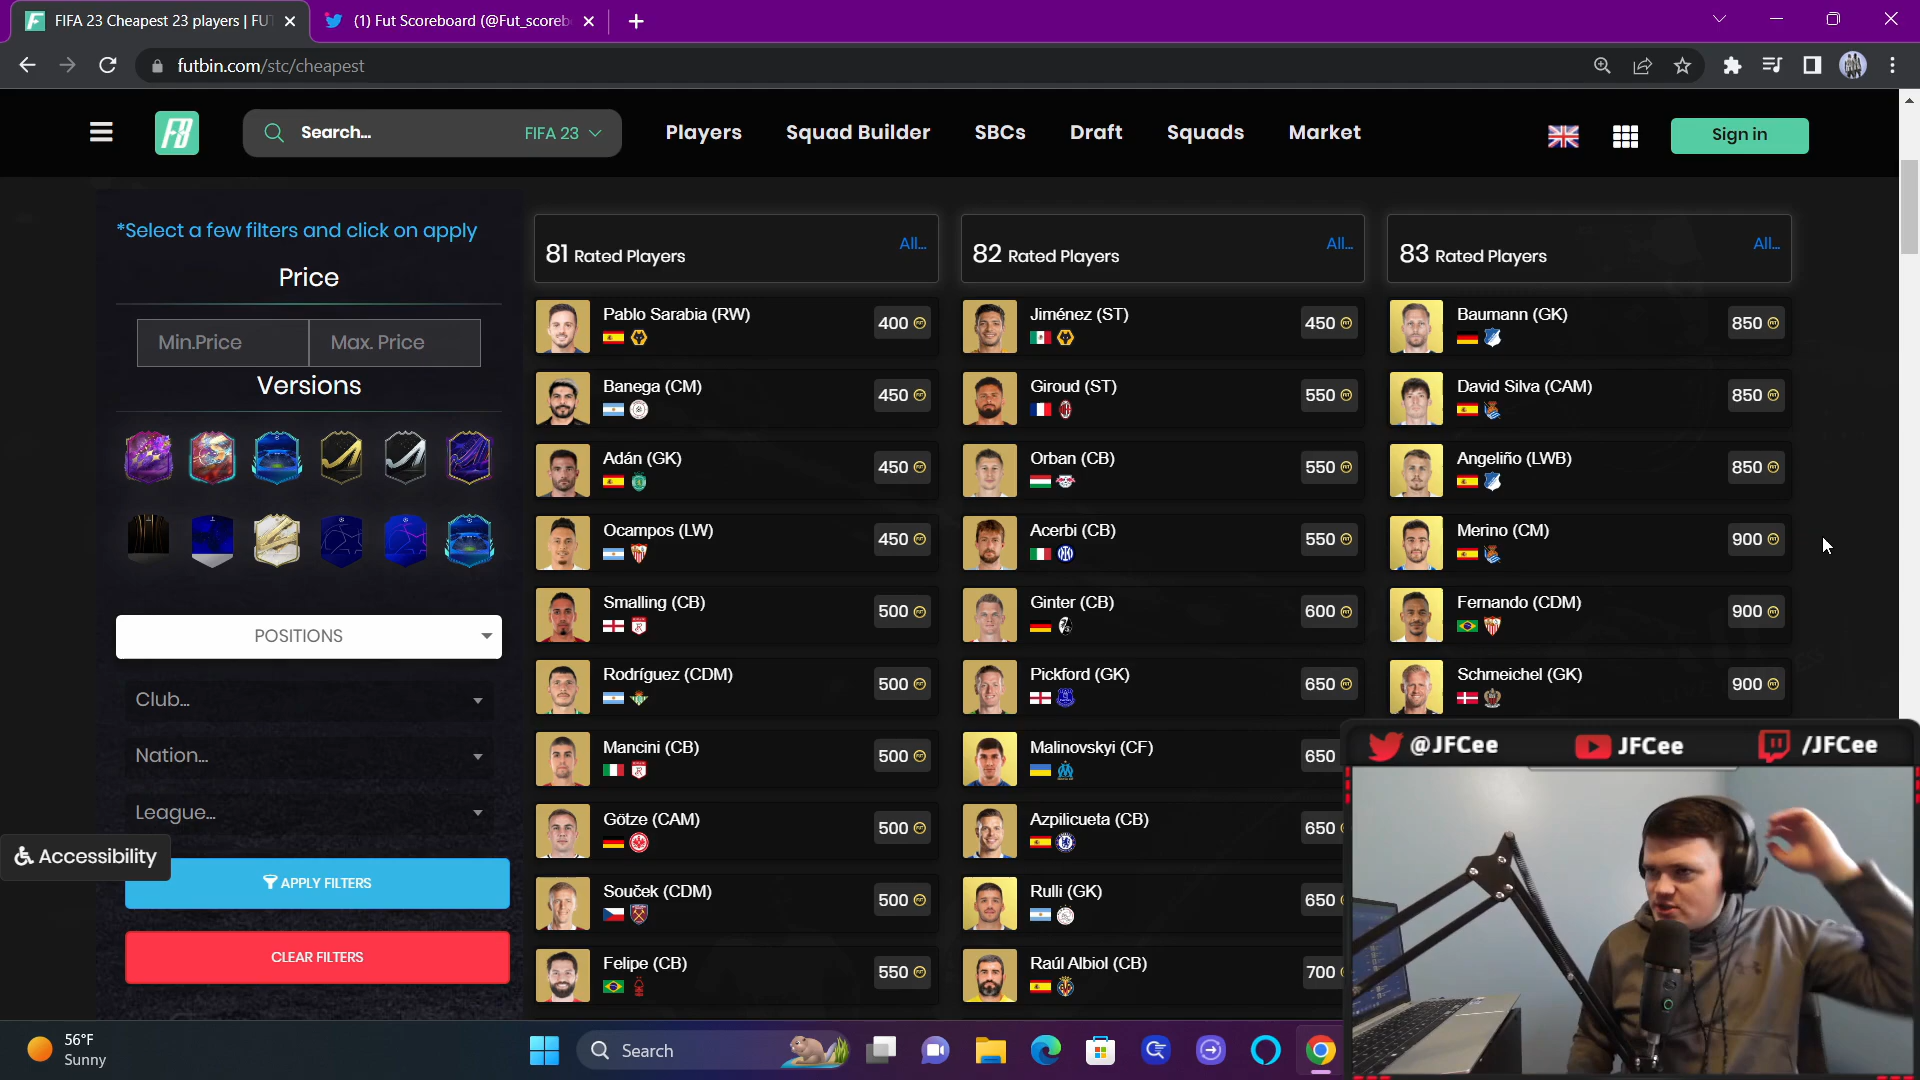 FIFA 23 Cheapest 23 players | FUT
(1) Fut Scoreboard (@Fut_scoreb
futbin.com/stc/cheapest
Search...
FIFA 23
Players
Squad Builder
SBCs
Draft
Squads
Market
Sign in
*Select a few filters and click on apply
Price
Min.Price
Max. Price
Versions
POSITIONS
Club...
Nation...
League...
Accessibility
APPLY FILTERS
CLEAR FILTERS
81 Rated Players
All...
Pablo Sarabia (RW)
400
Banega (CM)
450
Adán (GK)
450
Ocampos (LW)
450
Smalling (CB)
500
Rodríguez (CDM)
500
Mancini (CB)
500
Götze (CAM)
500
Souček (CDM)
500
Felipe (CB)
550
82 Rated Players
All...
Jiménez (ST)
450
Giroud (ST)
550
Orban (CB)
550
Acerbi (CB)
550
Ginter (CB)
600
Pickford (GK)
650
Malinovskyi (CF)
650
Azpilicueta (CB)
650
Rulli (GK)
650
Raúl Albiol (CB)
700
83 Rated Players
All...
Baumann (GK)
850
David Silva (CAM)
850
Angeliño (LWB)
850
Merino (CM)
900
Fernando (CDM)
900
Schmeichel (GK)
900
@JFCee
JFCee
/JFCee
56°F
Sunny
Search